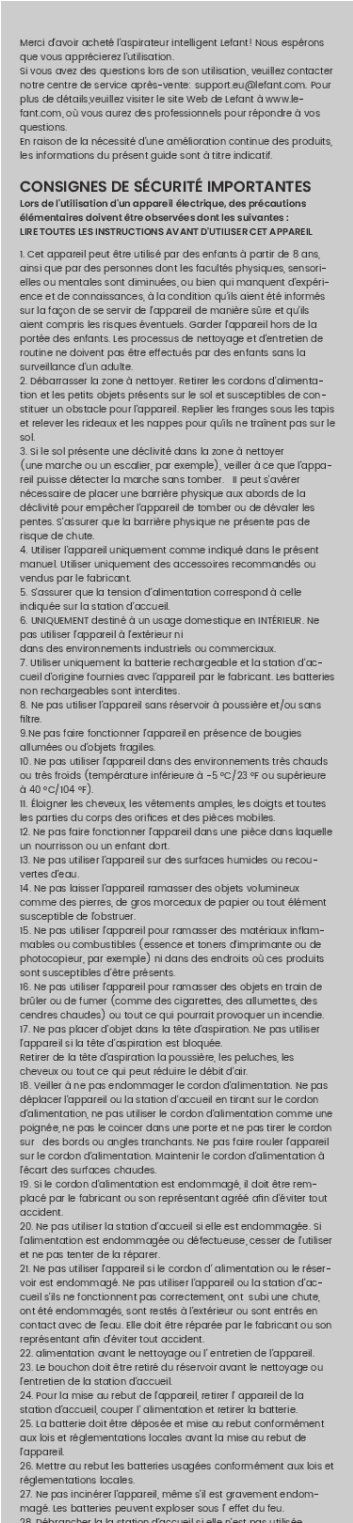 Merci d'avoir acheté l'aspirateur intelligent Lefant! Nous espérons
que vous apprécierez l'utilisation.
Si vous avez des questions lors de son utilisation, veuillez contacter
notre centre de service après-vente: support.eu@lefant.com. Pour
plus de détails,veuillez visiter le site Web de Lefant à www.le-
fant.com, où vous aurez des professionnels pour répondre à vos
questions.
En raison de la nécessité d'une amélioration continue des produits,
les informations du présent guide sont à titre indicatif.
CONSIGNES DE SÉCURITÉ IMPORTANTES
Lors de l'utilisation d'un appareil électrique, des précautions
élémentaires doivent être observées dont les suivantes :
LIRE TOUTES LES INSTRUCTIONS AVANT D'UTILISER CET APPAREIL
1. Cet appareil peut être utilisé par des enfants à partir de 8 ans,
ainsi que par des personnes dont les facultés physiques, sensori-
elles ou mentales sont diminuées, ou bien qui manquent d'expéri-
ence et de connaissances, à la condition qu'ils aient été informés
sur la façon de se servir de l'appareil de manière sûre et qu'ils
aient compris les risques éventuels. Garder l'appareil hors de la
portée des enfants. Les processus de nettoyage et d'entretien de
routine ne doivent pas être effectués par des enfants sans la
surveillance d'un adulte.
2. Débarrasser la zone à nettoyer. Retirer les cordons d'alimenta-
tion et les petits objets présents sur le sol et susceptibles de con-
stituer un obstacle pour l'appareil. Replier les franges sous les tapis
et relever les rideaux et les nappes pour qu'ils ne traînent pas sur le
sol.
3. Si le sol présente une déclivité dans la zone à nettoyer
(une marche ou un escalier, par exemple), veiller à ce que l'appa-
reil puisse détecter la marche sans tomber. Il peut s'avérer
nécessaire de placer une barrière physique aux abords de la
déclivité pour empêcher l'appareil de tomber ou de dévaler les
pentes. S'assurer que la barrière physique ne présente pas de
risque de chute.
4. Utiliser l'appareil uniquement comme indiqué dans le présent
manuel. Utiliser uniquement des accessoires recommandés ou
vendus par le fabricant.
5. S'assurer que la tension d'alimentation correspond à celle
indiquée sur la station d'accueil.
6. UNIQUEMENT destiné à un usage domestique en INTÉRIEUR. Ne
pas utiliser l'appareil à l'extérieur ni
dans des environnements industriels ou commerciaux.
7. Utiliser uniquement la batterie rechargeable et la station d'ac-
cueil d'origine fournies avec l'appareil par le fabricant. Les batteries
non rechargeables sont interdites.
8. Ne pas utiliser l'appareil sans réservoir à poussière et/ou sans
filtre.
9.Ne pas faire fonctionner l'appareil en présence de bougies
allumées ou d'objets fragiles.
10. Ne pas utiliser l'appareil dans des environnements très chauds
ou très froids (température inférieure à -5 °C/23 °F ou supérieure
à 40 °C/104 °F).
11. Éloigner les cheveux, les vêtements amples, les doigts et toutes
les parties du corps des orifices et des pièces mobiles.
12. Ne pas faire fonctionner l'appareil dans une pièce dans laquelle
un nourrisson ou un enfant dort.
13. Ne pas utiliser l'appareil sur des surfaces humides ou recou-
vertes d'eau.
14. Ne pas laisser l'appareil ramasser des objets volumineux
comme des pierres, de gros morceaux de papier ou tout élément
susceptible de l'obstruer.
15. Ne pas utiliser l'appareil pour ramasser des matériaux inflam-
mables ou combustibles (essence et toners d'imprimante ou de
photocopieur, par exemple) ni dans des endroits où ces produits
sont susceptibles d'être présents.
16. Ne pas utiliser l'appareil pour ramasser des objets en train de
brûler ou de fumer (comme des cigarettes, des allumettes, des
cendres chaudes) ou tout ce qui pourrait provoquer un incendie.
17. Ne pas placer d'objet dans la tête d'aspiration. Ne pas utiliser
l'appareil si la tête d'aspiration est bloquée.
Retirer de la tête d'aspiration la poussière, les peluches, les
cheveux ou tout ce qui peut réduire le débit d'air.
18. Veiller à ne pas endommager le cordon d'alimentation. Ne pas
déplacer l'appareil ou la station d'accueil en tirant sur le cordon
d'alimentation, ne pas utiliser le cordon d'alimentation comme une
poignée, ne pas le coincer dans une porte et ne pas tirer le cordon
sur des bords ou angles tranchants. Ne pas faire rouler l'appareil
sur le cordon d'alimentation. Maintenir le cordon d'alimentation à
l'écart des surfaces chaudes.
19. Si le cordon d'alimentation est endommagé, il doit être rem-
placé par le fabricant ou son représentant agréé afin d'éviter tout
accident.
20. Ne pas utiliser la station d'accueil si elle est endommagée. Si
l'alimentation est endommagée ou défectueuse, cesser de l'utiliser
et ne pas tenter de la réparer.
21. Ne pas utiliser l'appareil si le cordon d' alimentation ou le réser-
voir est endommagé. Ne pas utiliser l'appareil ou la station d'ac-
cueil s'ils ne fonctionnent pas correctement, ont subi une chute,
ont été endommagés, sont restés à l'extérieur ou sont entrés en
contact avec de l'eau. Elle doit être réparée par le fabricant ou son
représentant afin d'éviter tout accident.
22. alimentation avant le nettoyage ou l' entretien de l'appareil.
23. Le bouchon doit être retiré du réservoir avant le nettoyage ou
l'entretien de la station d'accueil.
24. Pour la mise au rebut de l'appareil, retirer l' appareil de la
station d'accueil, couper l' alimentation et retirer la batterie.
25. La batterie doit être déposée et mise au rebut conformément
aux lois et réglementations locales avant la mise au rebut de
l'appareil.
26. Mettre au rebut les batteries usagées conformément aux lois et
réglementations locales.
27. Ne pas incinérer l'appareil, même s'il est gravement endom-
magé. Les batteries peuvent exploser sous l' effet du feu.
28. Débrancher la la station d'accueil si elle n'est pas utilisée